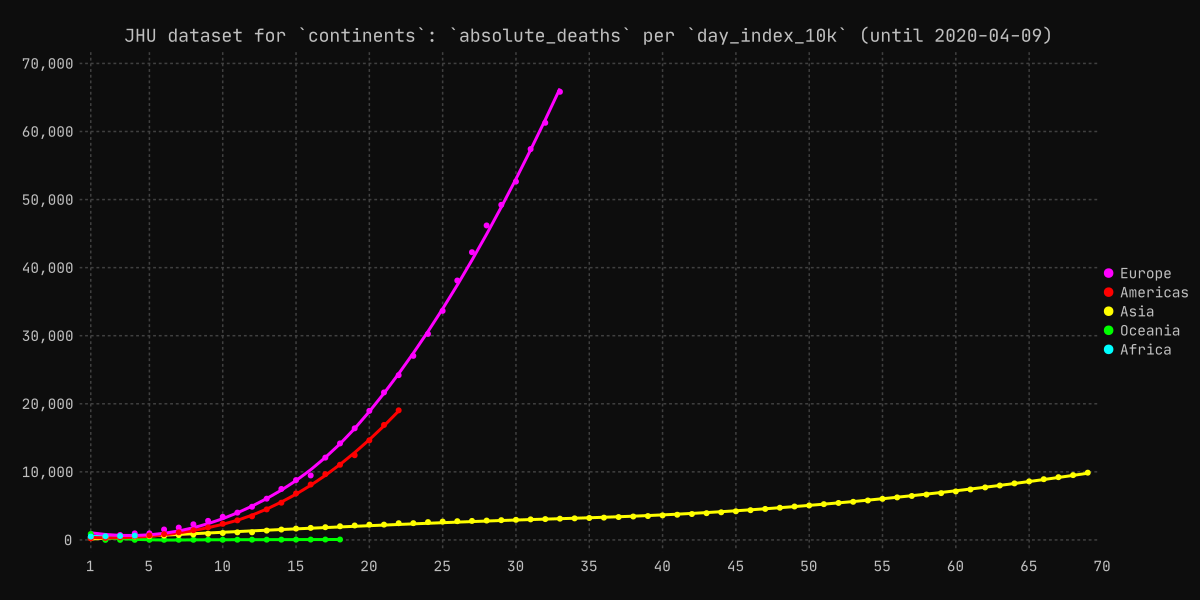 JHU dataset for `continents`: `absolute_deaths` per `day_index_10k` (until 2020-04-09)
70,000
60,000
50,000
40,000
30,000
20,000
10,000
0
1 5 10 15 20 25 30 35 40 45 50 55 60 65 70
Europe
Americas
Asia
Oceania
Africa